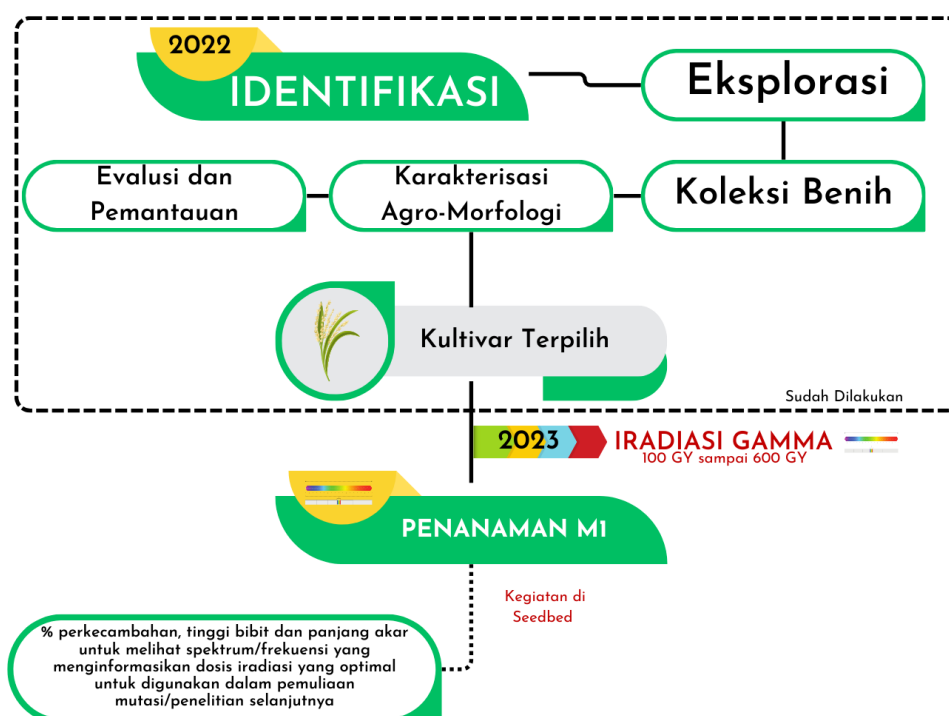 2022
IDENTIFIKASI
Eksplorasi
Evalusi dan
Pemantauan
Karakterisasi
Agro-Morfologi
Koleksi Benih
Kultivar Terpilih
Sudah Dilakukan
2023
IRADIASI GAMMA
100 GY sampai 600 GY
PENANAMAN M1
Kegiatan di
Seedbed
% perkecambahan, tinggi bibit dan panjang akar
untuk melihat spektrum/frekuensi yang
menginformasikan dosis iradiasi yang optimal
untuk digunakan dalam pemuliaan
mutasi/penelitian selanjutnya